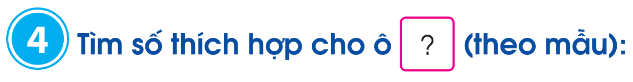 4 Tìm số thích hợp cho ô ? (theo mẫu):